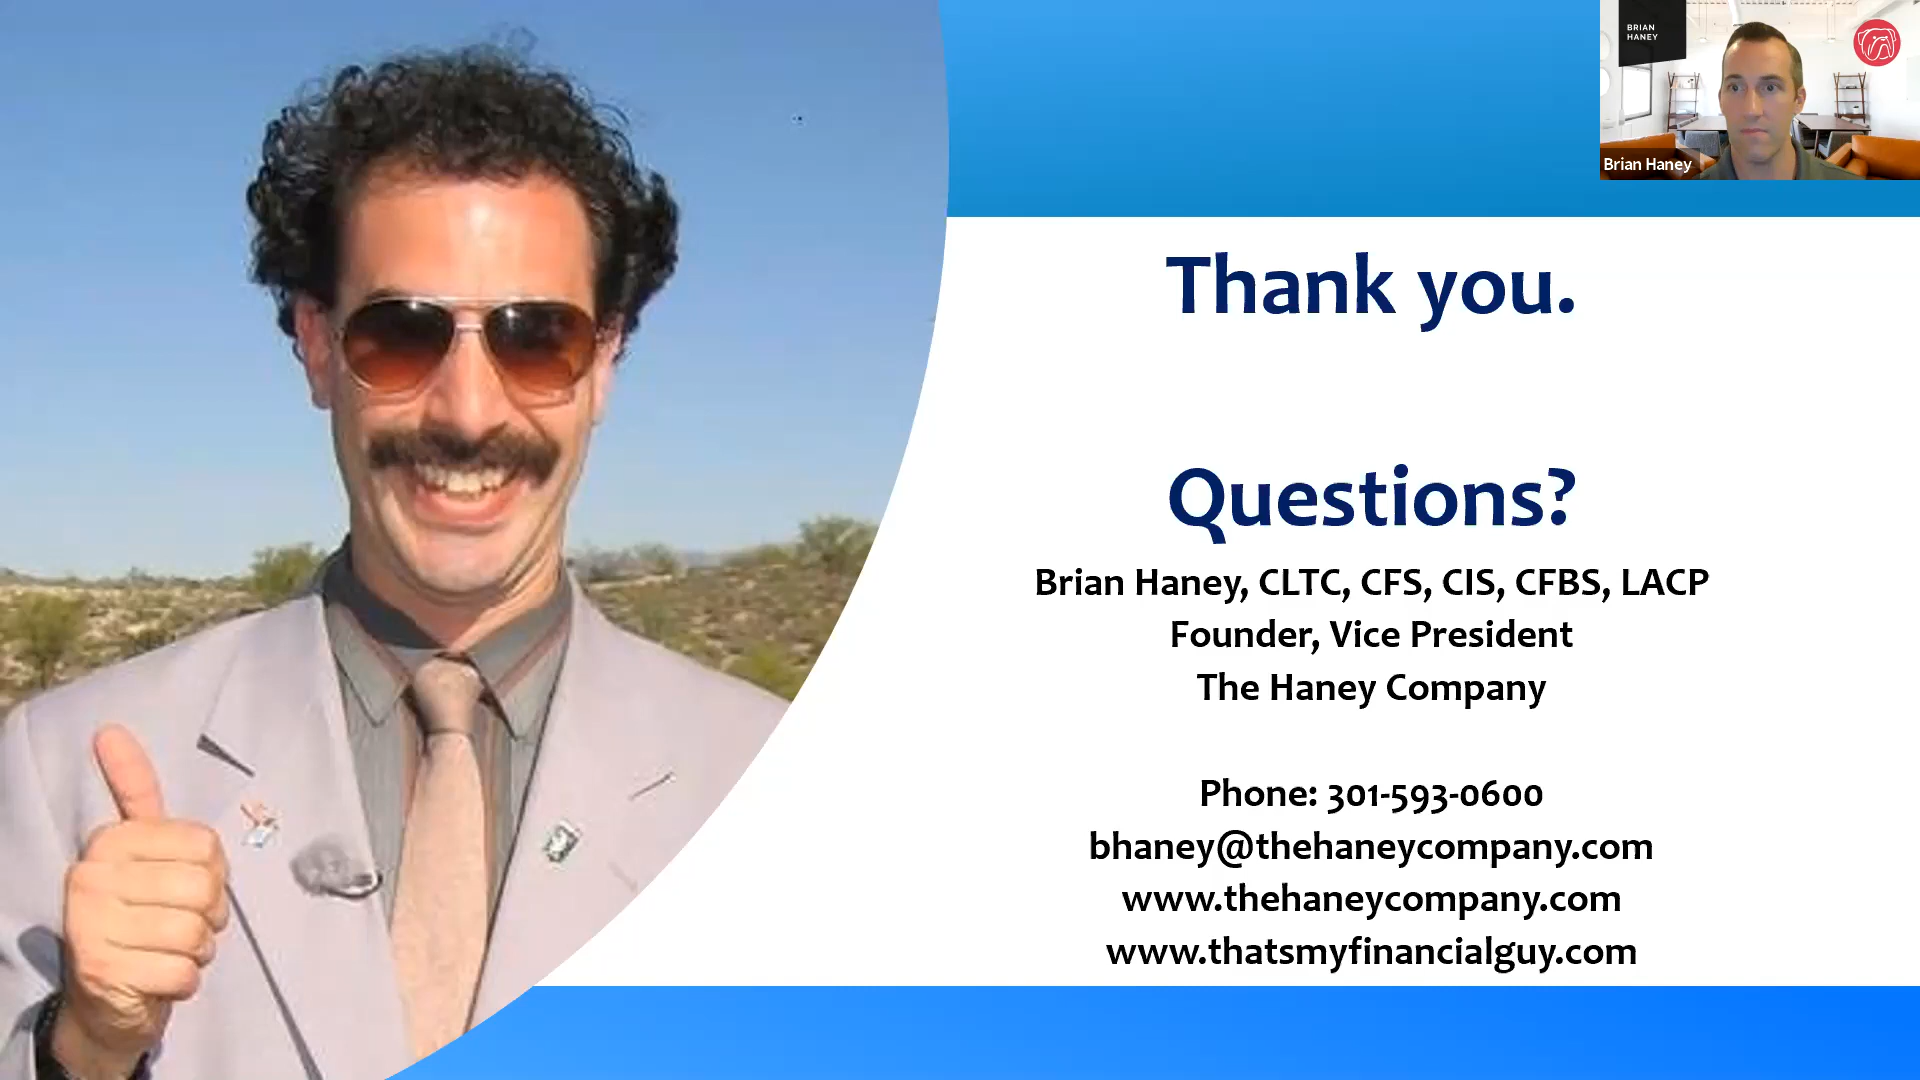 BRIAN
HANEY
Brian Haney
Thank you.
Questions?
Brian Haney, CLTC, CFS, CIS, CFBS, LACP
Founder, Vice President
The Haney Company
Phone: 301-593-0600
bhaney@thehaneycompany.com
www.thehaneycompany.com
www.thatsmyfinancialguy.com